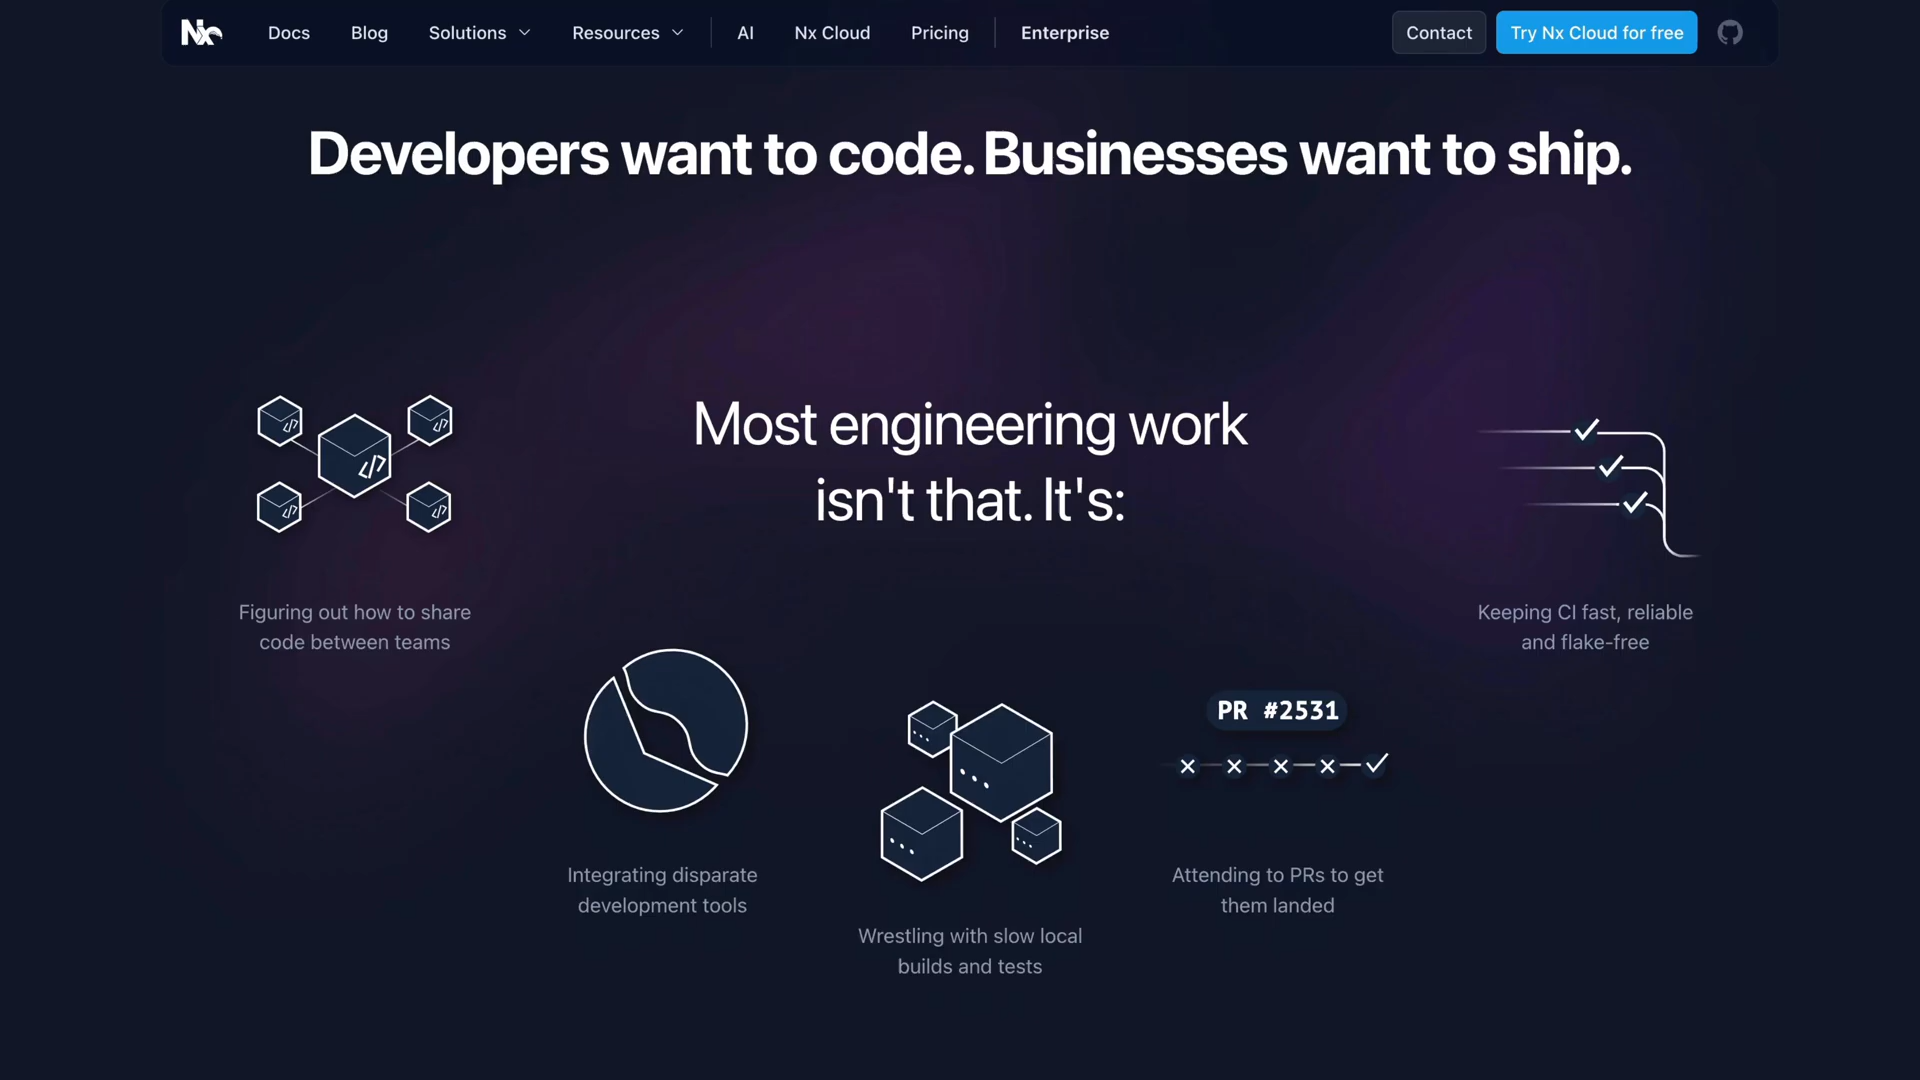 Nx
Docs
Blog
Solutions
Resources
AI
Nx Cloud
Pricing
Enterprise
Contact
Try Nx Cloud for free
Developers want to code. Businesses want to ship.
Most engineering work
isn't that. It's:
Figuring out how to share
code between teams
Integrating disparate
development tools
Wrestling with slow local
builds and tests
PR #2531
Attending to PRs to get
them landed
Keeping CI fast, reliable
and flake-free